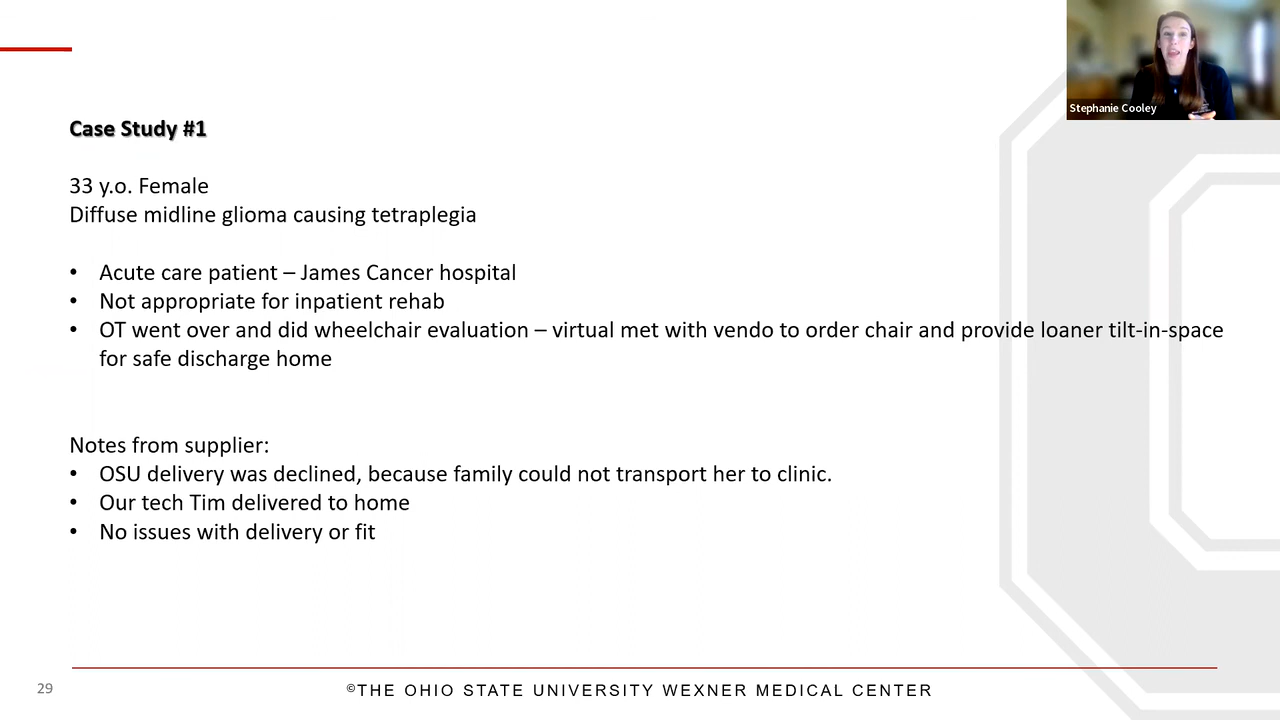 Stephanie Cooley
Case Study #1
33 y.o. Female
Diffuse midline glioma causing tetraplegia
• Acute care patient – James Cancer hospital
• Not appropriate for inpatient rehab
• OT went over and did wheelchair evaluation – virtual met with vendo to order chair and provide loaner tilt-in-space
for safe discharge home
Notes from supplier:
• OSU delivery was declined, because family could not transport her to clinic.
• Our tech Tim delivered to home
• No issues with delivery or fit
29
©THE OHIO STATE UNIVERSITY WEXNER MEDICAL CENTER